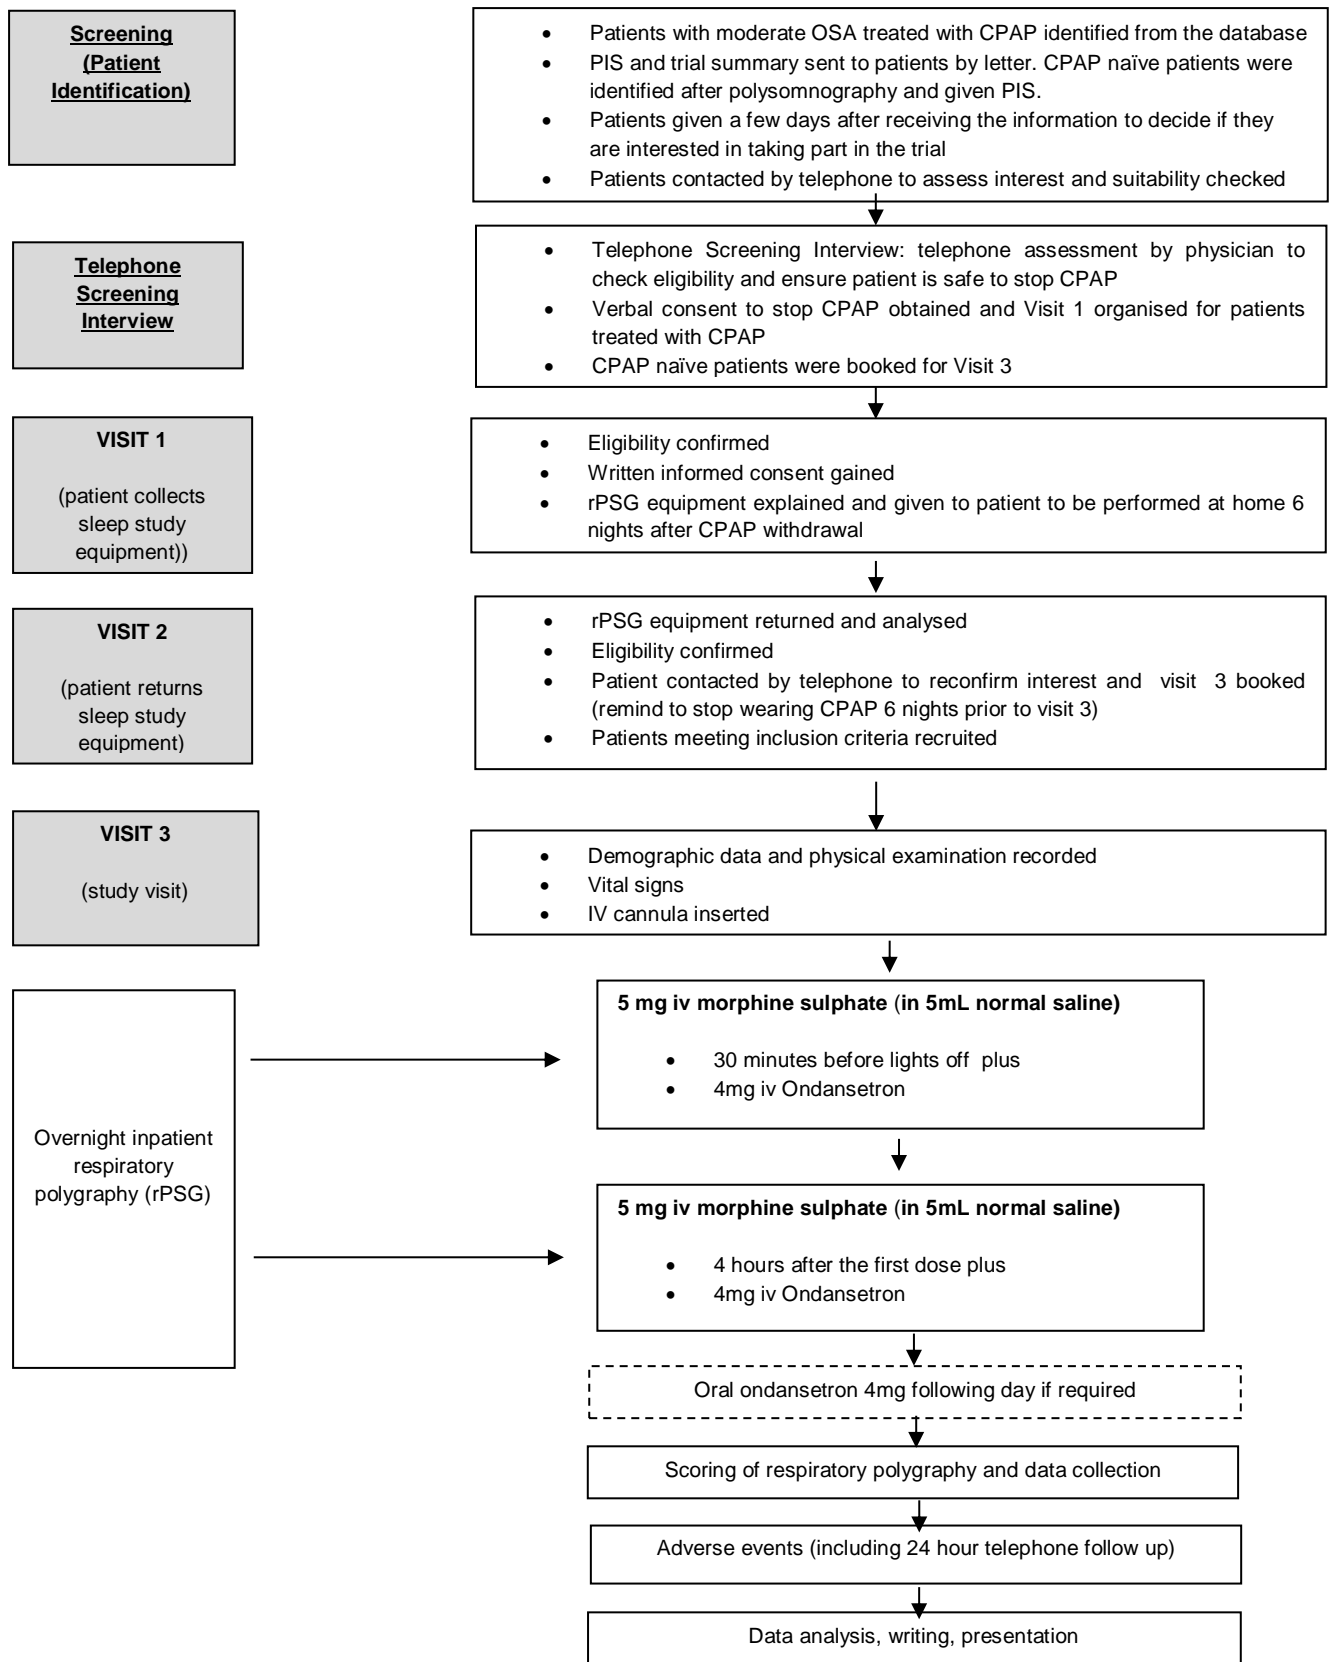 Screening
(Patient
Identification)
• Patients with moderate OSA treated with CPAP identified from the database
• PIS and trial summary sent to patients by letter. CPAP naïve patients were
identified after polysomnography and given PIS.
• Patients given a few days after receiving the information to decide if they
are interested in taking part in the trial
• Patients contacted by telephone to assess interest and suitability checked
Telephone
Screening
Interview
• Telephone Screening Interview: telephone assessment by physician to
check eligibility and ensure patient is safe to stop CPAP
• Verbal consent to stop CPAP obtained and Visit 1 organised for patients
treated with CPAP
• CPAP naïve patients were booked for Visit 3
VISIT 1
(patient collects
sleep study
equipment))
• Eligibility confirmed
• Written informed consent gained
• rPSG equipment explained and given to patient to be performed at home 6
nights after CPAP withdrawal
VISIT 2
(patient returns
sleep study
equipment)
• rPSG equipment returned and analysed
• Eligibility confirmed
• Patient contacted by telephone to reconfirm interest and visit 3 booked
(remind to stop wearing CPAP 6 nights prior to visit 3)
• Patients meeting inclusion criteria recruited
VISIT 3
(study visit)
• Demographic data and physical examination recorded
• Vital signs
• IV cannula inserted
Overnight inpatient
respiratory
polygraphy (rPSG)
5 mg iv morphine sulphate (in 5mL normal saline)
• 30 minutes before lights off plus
• 4mg iv Ondansetron
5 mg iv morphine sulphate (in 5mL normal saline)
• 4 hours after the first dose plus
• 4mg iv Ondansetron
Oral ondansetron 4mg following day if required
Scoring of respiratory polygraphy and data collection
Adverse events (including 24 hour telephone follow up)
Data analysis, writing, presentation